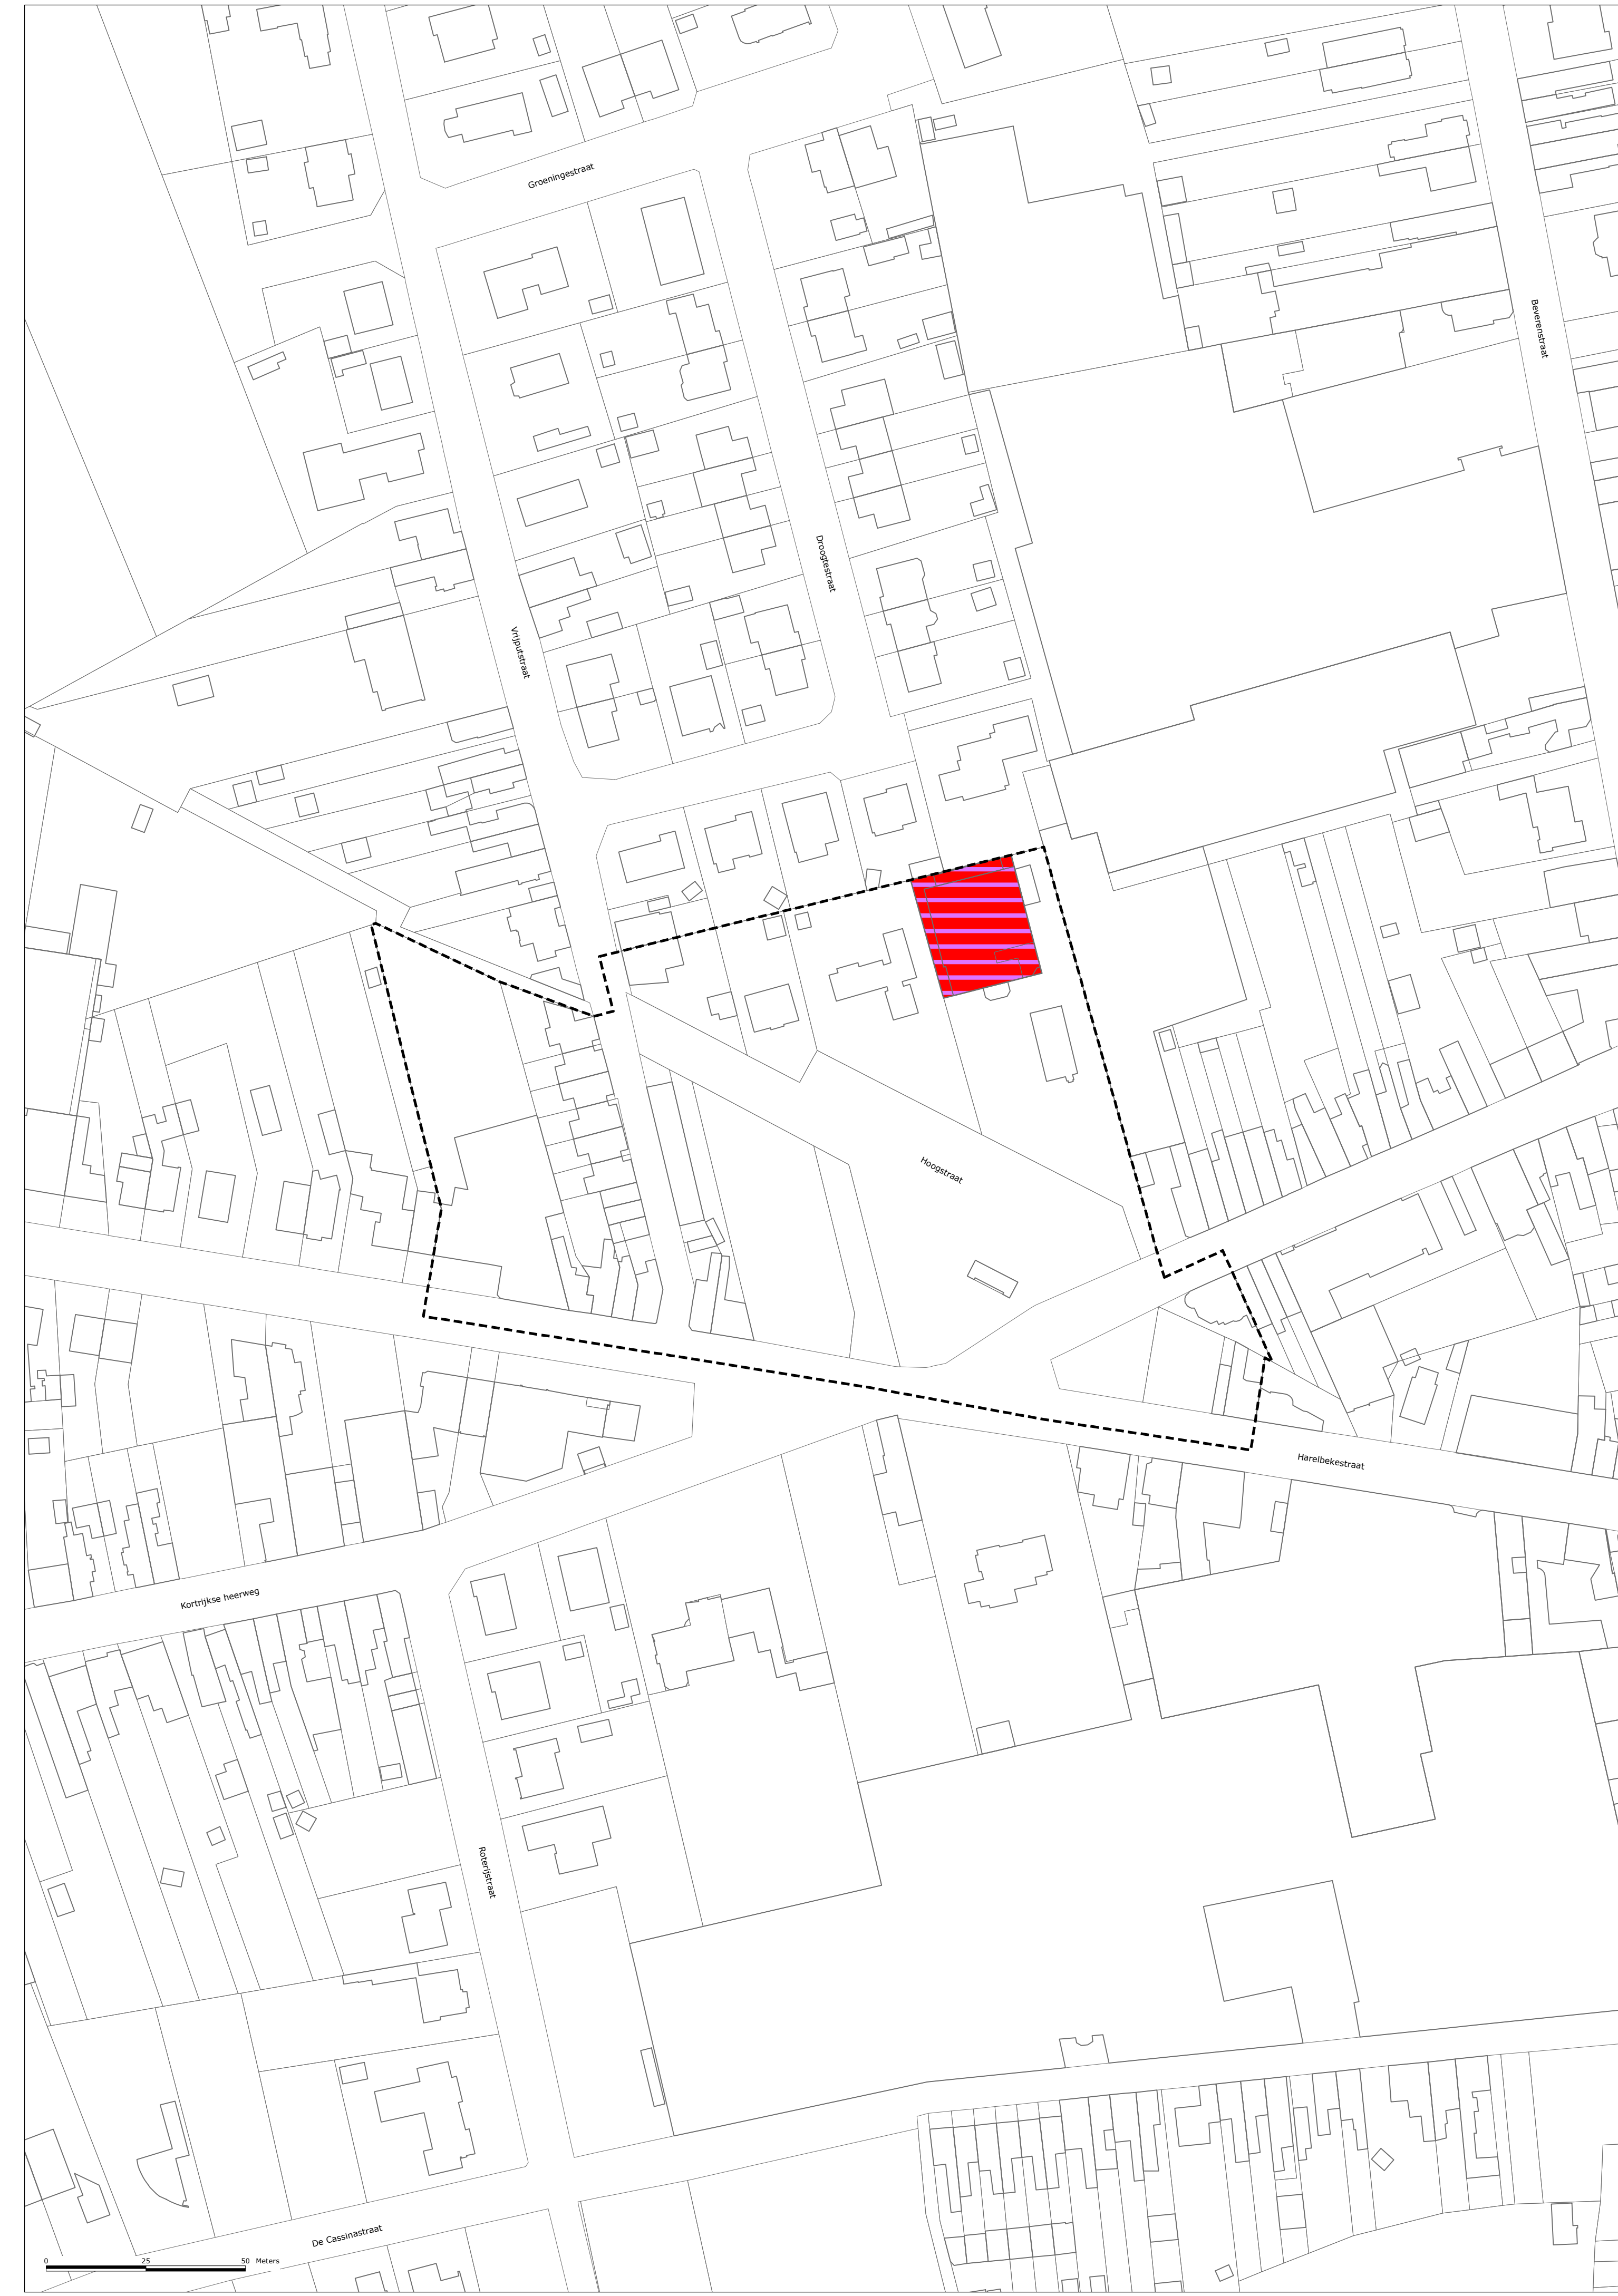 Groeningestraat
Beverenstraat
Droogtestraat
Vrijputstraat
Hoogstraat
Harelbekestraat
Kortrijkse heerweg
Roterijstraat
De Cassinastraat
0 25 50 Meters